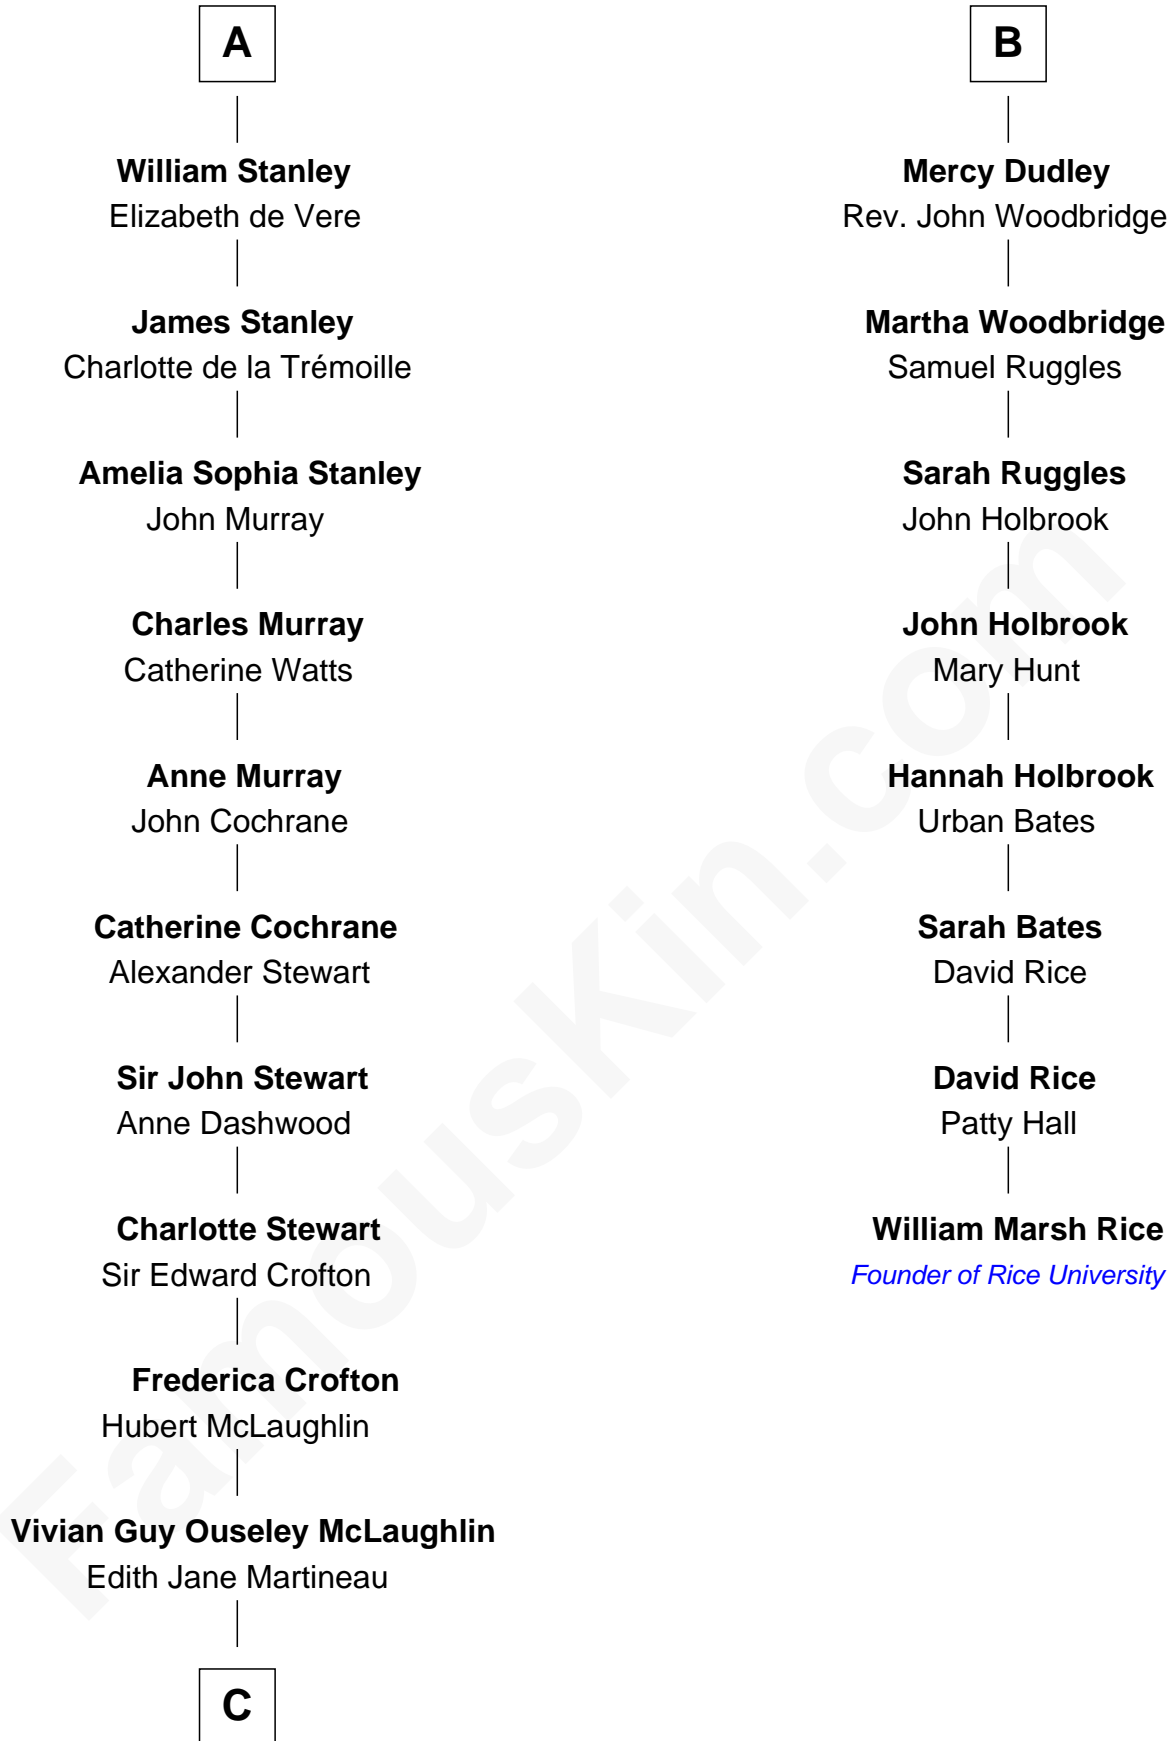 A
William Stanley
Elizabeth de Vere
James Stanley
Charlotte de la Trémoille
Amelia Sophia Stanley
John Murray
Charles Murray
Catherine Watts
Anne Murray
John Cochrane
Catherine Cochrane
Alexander Stewart
Sir John Stewart
Anne Dashwood
Charlotte Stewart
Sir Edward Crofton
Frederica Crofton
Hubert McLaughlin
Vivian Guy Ouseley McLaughlin
Edith Jane Martineau
C
B
Mercy Dudley
Rev. John Woodbridge
Martha Woodbridge
Samuel Ruggles
Sarah Ruggles
John Holbrook
John Holbrook
Mary Hunt
Hannah Holbrook
Urban Bates
Sarah Bates
David Rice
David Rice
Patty Hall
William Marsh Rice
Founder of Rice University
FamousKin.com